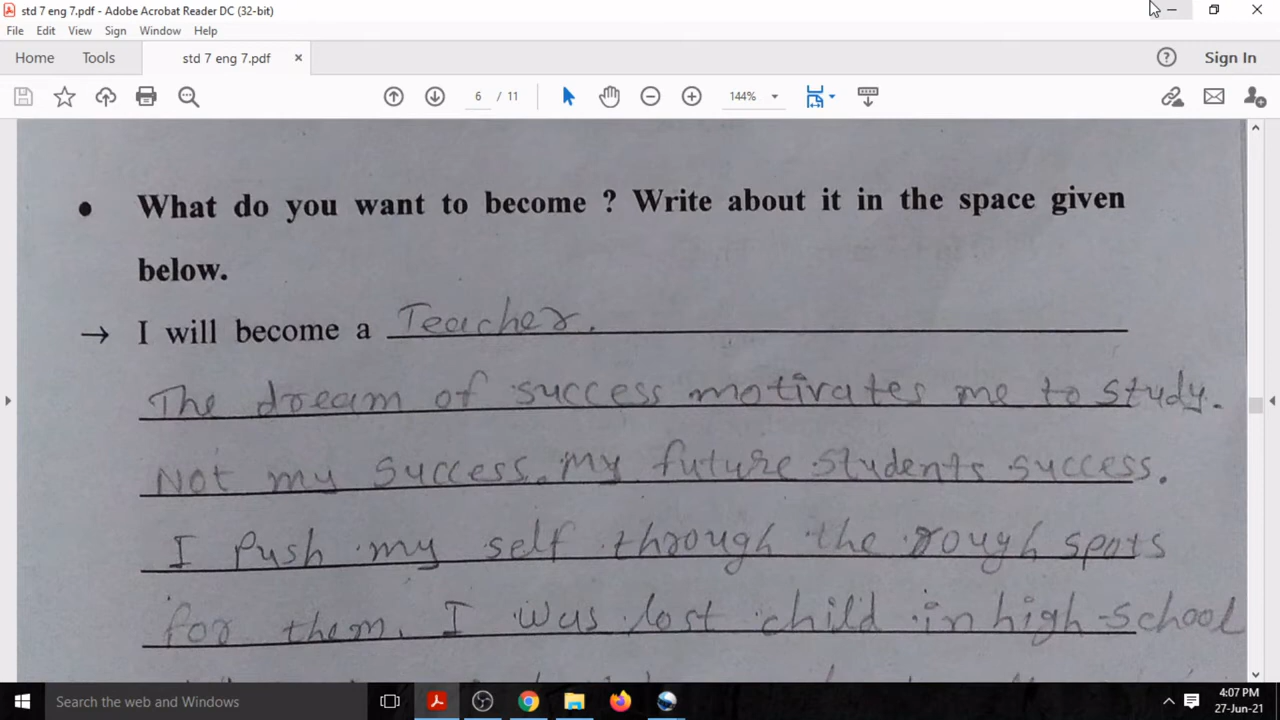 std 7 eng 7.pdf - Adobe Acrobat Reader DC (32-bit)
File Edit View Sign Window Help
Home Tools std 7 eng 7.pdf × Sign In
6 / 11 144%
• What do you want to become ? Write about it in the space given
below.
→ I will become a Teacher.
The dream of success motivates me to study.
Not my success. My future students success.
I Push my self through the rough spots
for them. I was lost child in high-school
Search the web and Windows
4:07 PM
27-Jun-21